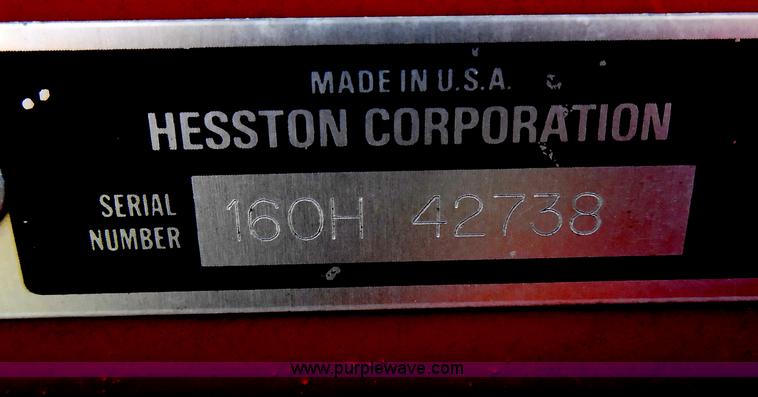 MADE IN U.S.A.
HESSTON CORPORATION
SERIAL NUMBER
160H 42738
www.purplewave.com